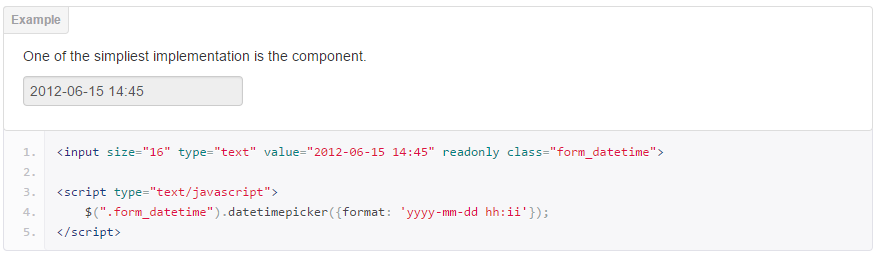 Example
One of the simpliest implementation is the component.
2012-06-15 14:45
1. <input size="16" type="text" value="2012-06-15 14:45" readonly class="form_datetime">
2.
3. <script type="text/javascript">
4.     $(".form_datetime").datetimepicker({format: 'yyyy-mm-dd hh:ii'});
5. </script>